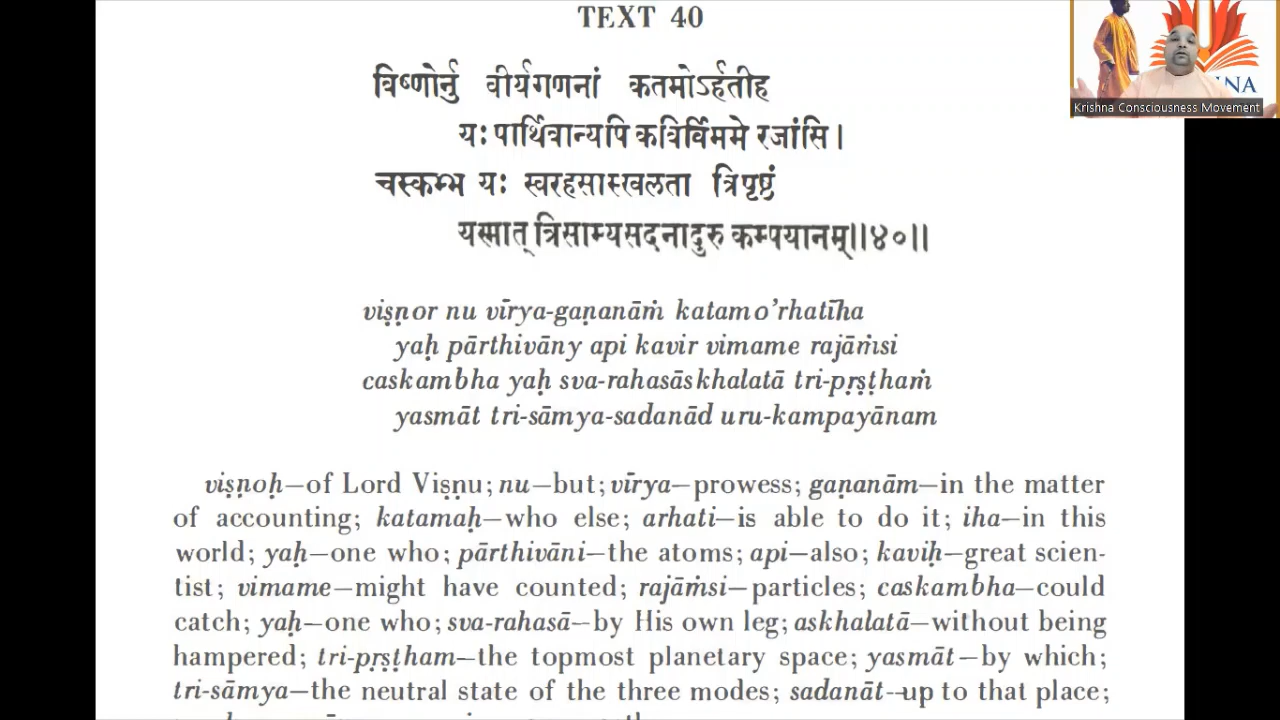 TEXT 40
विष्णोर्नु वीर्यगणनां कतमोऽर्हतीह
यः पार्थिवान्यपि कविर्विममे रजांसि ।
चस्कम्भ यः स्वरहसास्खलता त्रिपृष्ठं
यस्मात् त्रिसाम्यसदनादुरु कम्पयानम्॥४०॥
viṣṇor nu vīrya-gaṇanāṁ katamo’rhatīha
yaḥ pārthivāny api kavir vimame rajāṁsi
caskambha yaḥ sva-rahasāskhalatā tri-pṛṣṭhaṁ
yasmāt tri-sāmya-sadanād uru-kampayānam
viṣṇoḥ—of Lord Viṣṇu; nu—but; vīrya—prowess; gaṇanām—in the matter
of accounting; katamaḥ—who else; arhati—is able to do it; iha—in this
world; yaḥ—one who; pārthivāni—the atoms; api—also; kaviḥ—great scien-
tist; vimame—might have counted; rajāṁsi—particles; caskambha—could
catch; yaḥ—one who; sva-rahasā—by His own leg; askhalatā—without being
hampered; tri-pṛṣṭham—the topmost planetary space; yasmāt—by which;
tri-sāmya—the neutral state of the three modes; sadanāt—up to that place;
NA
Krishna Consciousness Movement